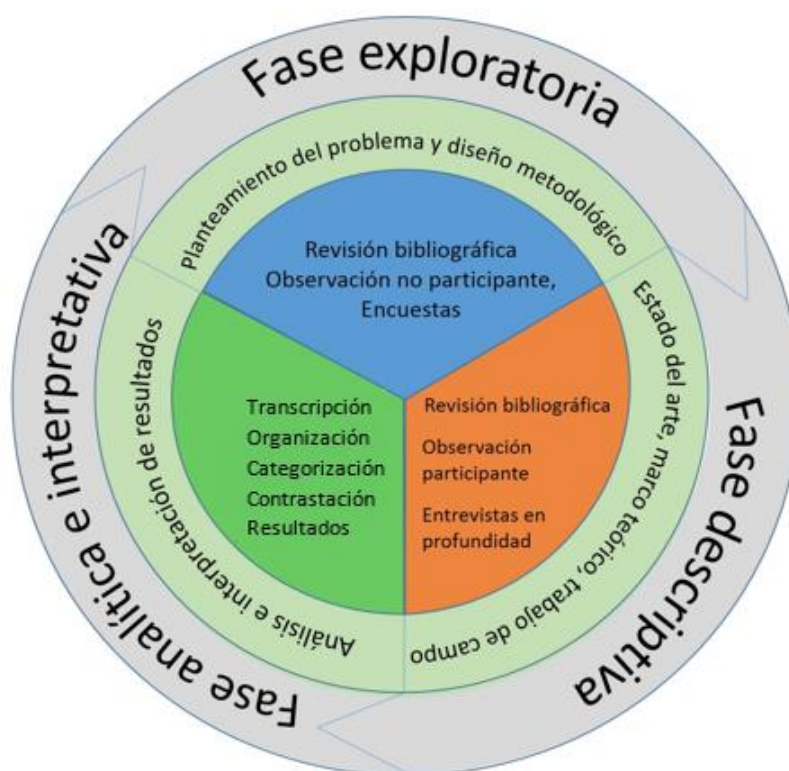 Fase exploratoria
Planteamiento del problema y diseño metodológico
Revisión bibliográfica
Observación no participante,
Encuestas
Fase descriptiva
Estado del arte, marco teórico, trabajo de campo
Revisión bibliográfica
Observación
participante
Entrevistas en
profundidad
Fase analítica e interpretativa
Análisis e interpretación de resultados
Transcripción
Organización
Categorización
Contrastación
Resultados